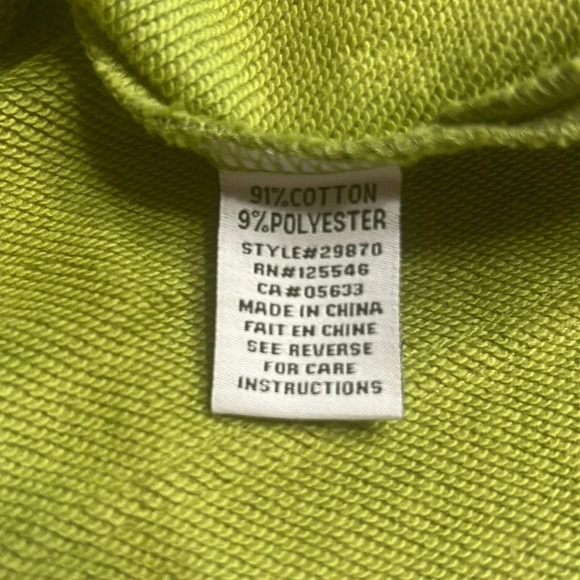 91%COTTON
9%POLYESTER
STYLE#29870
RN#125546
CA#05633
MADE IN CHINA
FAIT EN CHINE
SEE REVERSE
FOR CARE
INSTRUCTIONS